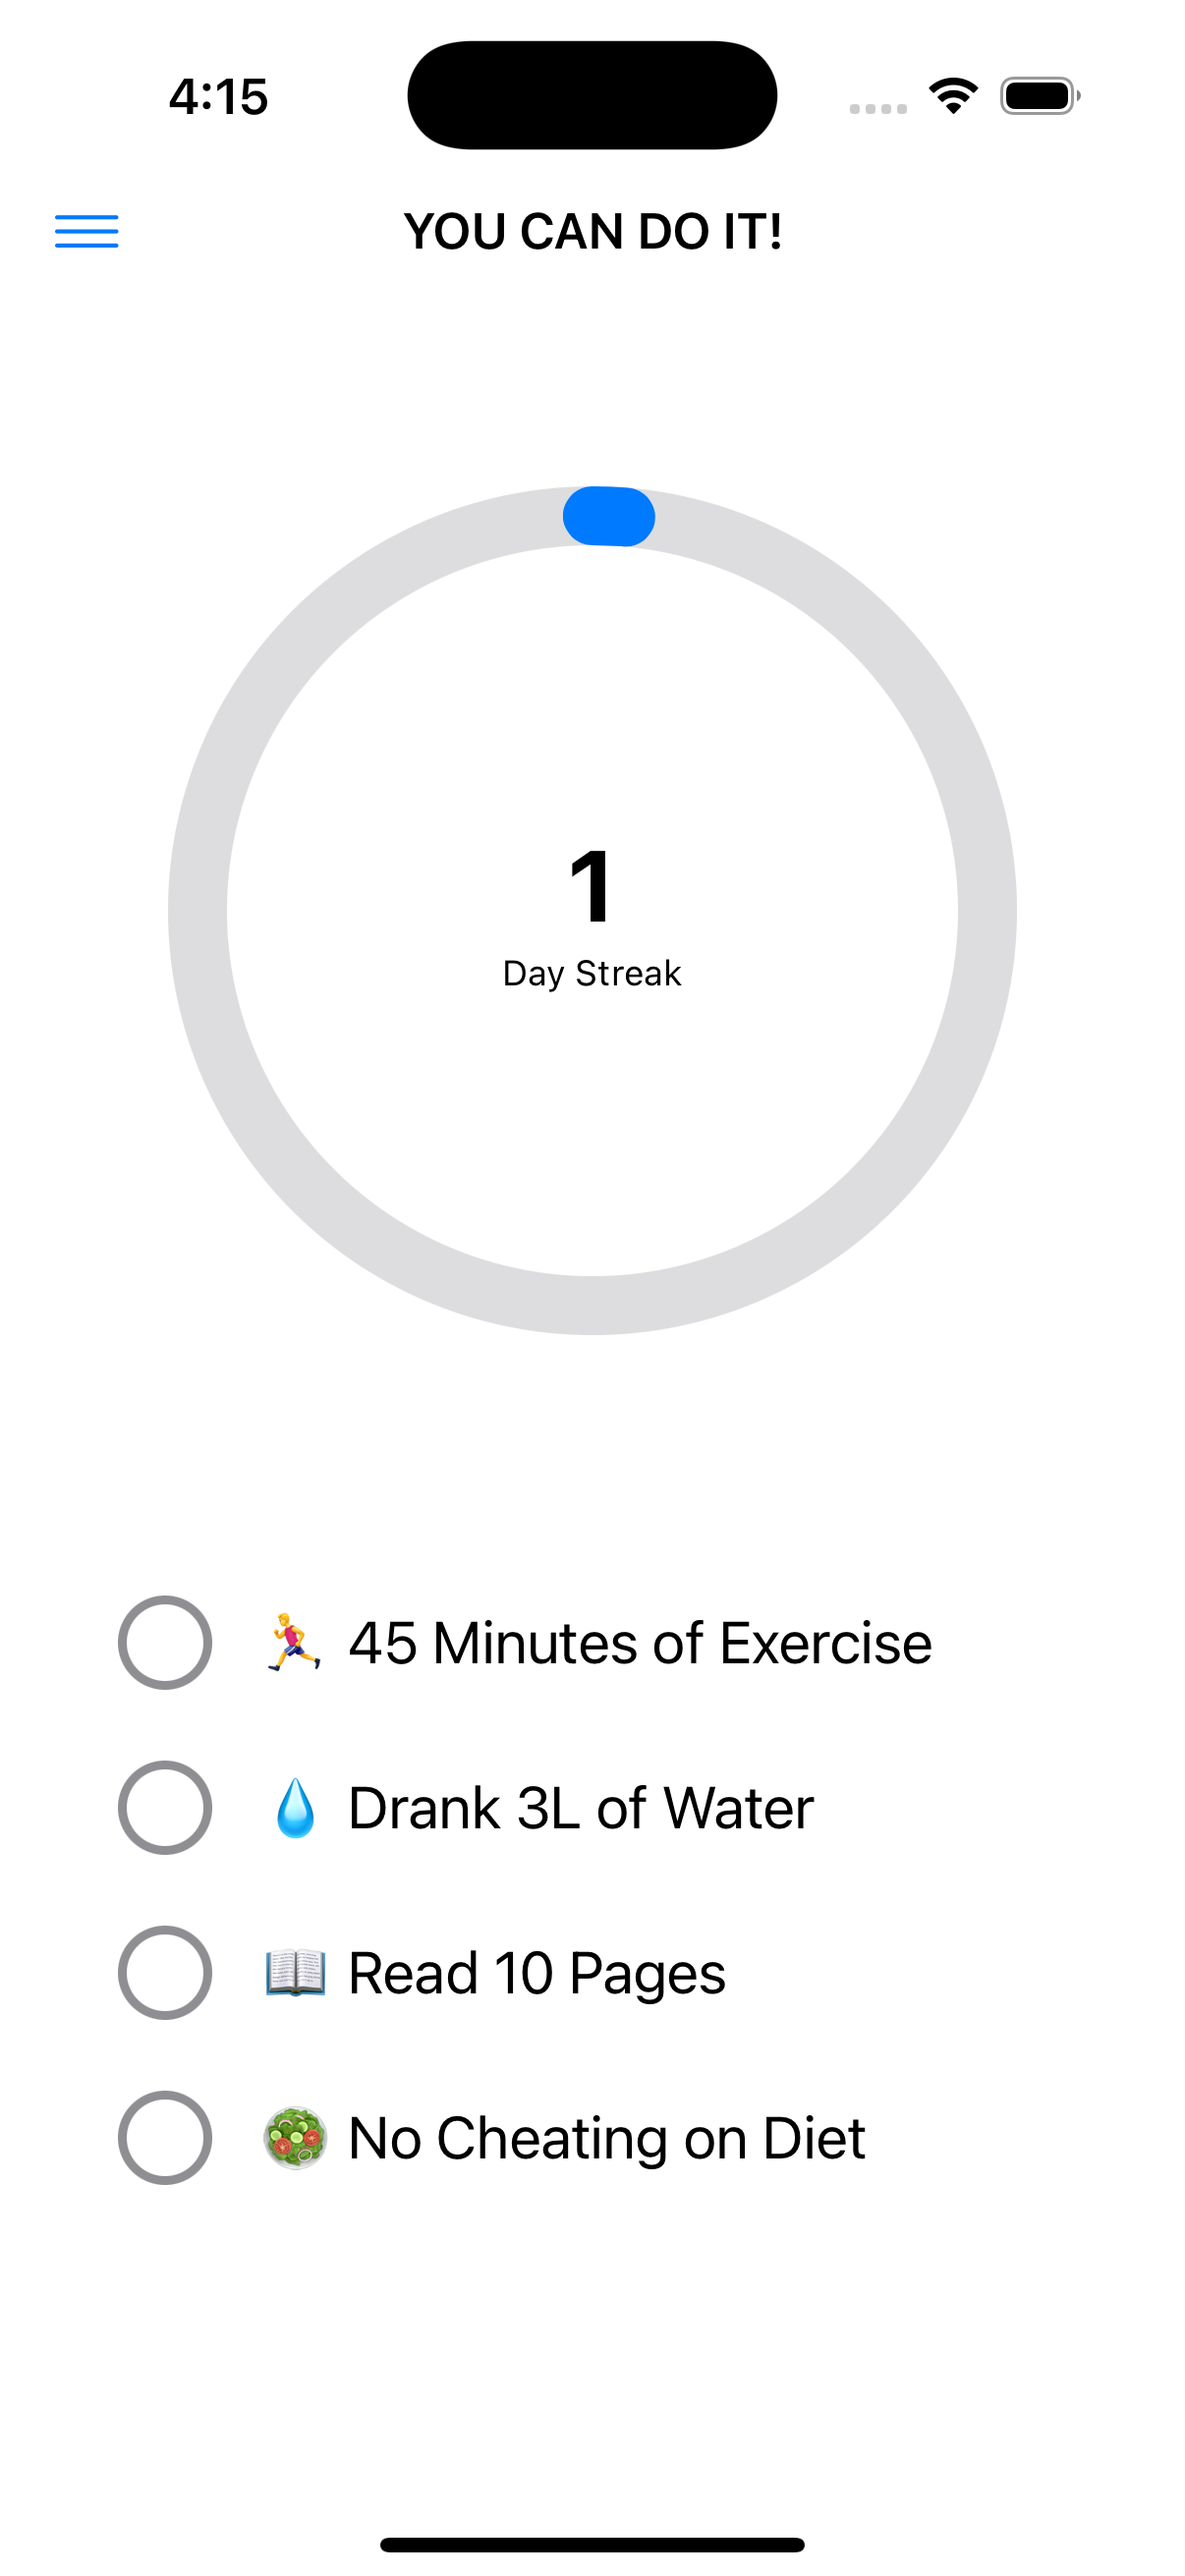 4:15
YOU CAN DO IT!
1
Day Streak
45 Minutes of Exercise
Drank 3L of Water
Read 10 Pages
No Cheating on Diet